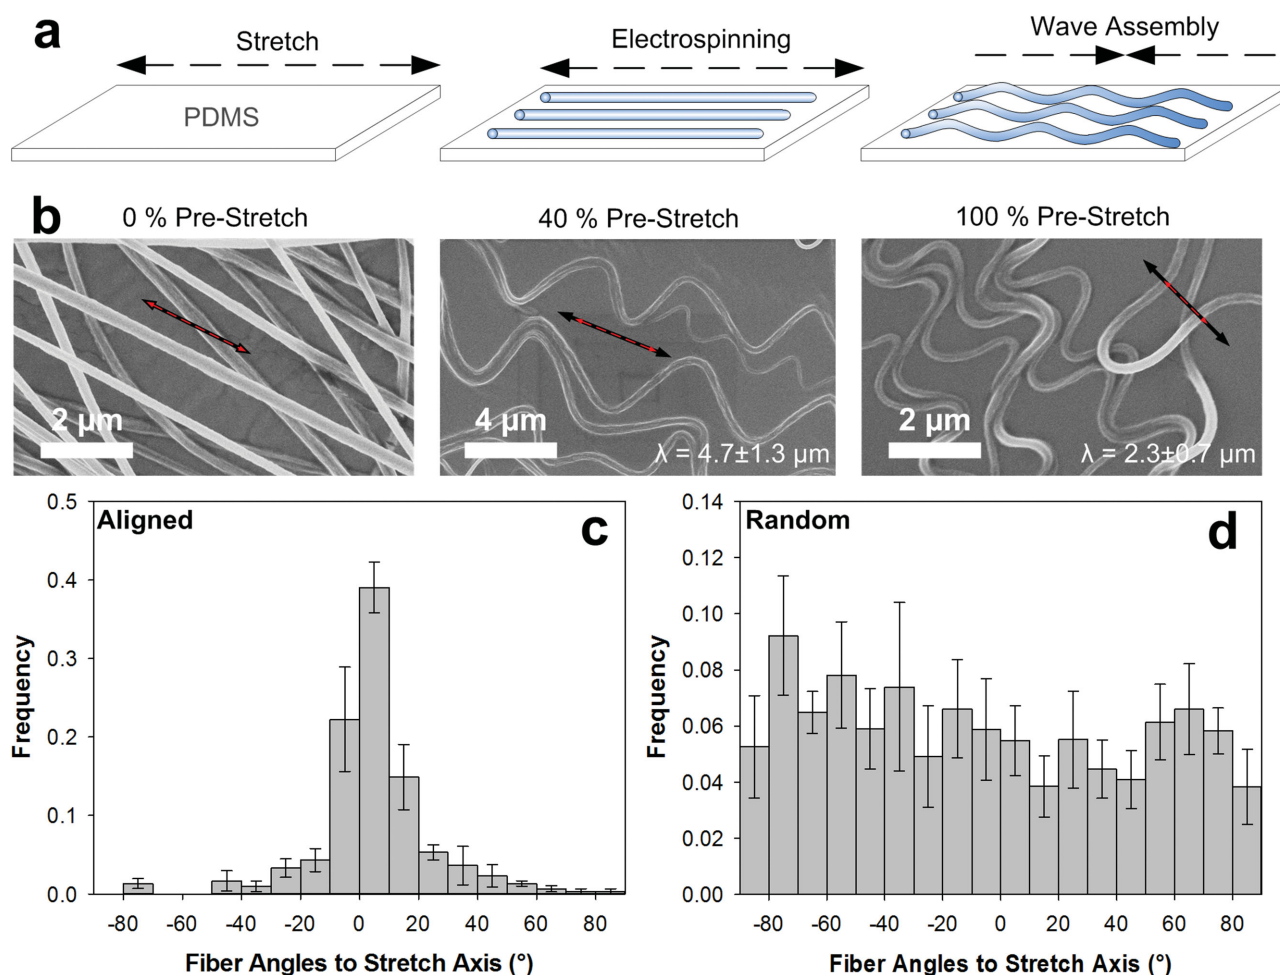 a
Stretch
Electrospinning
Wave Assembly
PDMS
b
0 % Pre-Stretch
40 % Pre-Stretch
100 % Pre-Stretch
2 µm
4 µm
λ = 4.7±1.3 µm
2 µm
λ = 2.3±0.7 µm
Aligned
c
0.5
0.4
0.3
0.2
0.1
0.0
Frequency
-80 -60 -40 -20 0 20 40 60 80
Fiber Angles to Stretch Axis (°)
Random
d
0.14
0.12
0.10
0.08
0.06
0.04
0.02
0.00
Frequency
-80 -60 -40 -20 0 20 40 60 80
Fiber Angles to Stretch Axis (°)